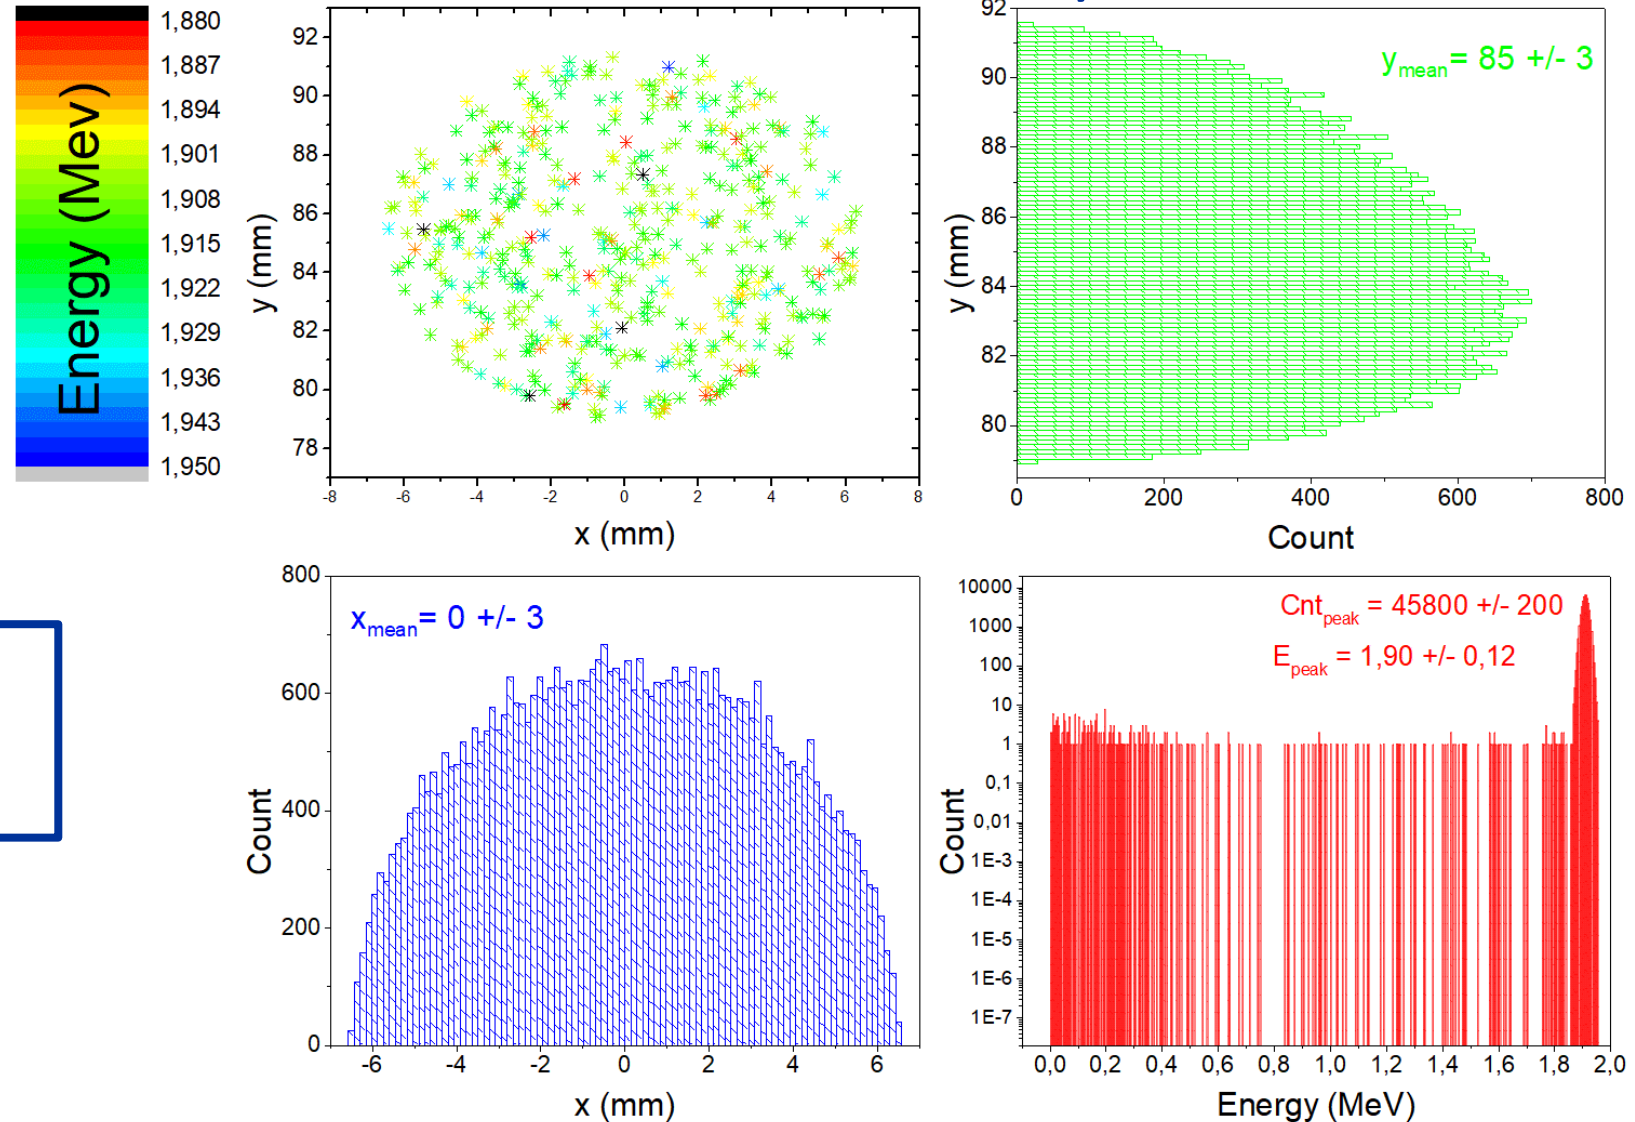 1,880
1,887
1,894
1,901
1,908
1,915
1,922
1,929
1,936
1,943
1,950
Energy (Mev)
92
90
88
86
84
82
80
78
y (mm)
-8 -6 -4 -2 0 2 4 6 8
x (mm)
92
90
88
86
84
82
80
y (mm)
ymean= 85 +/- 3
0 200 400 600 800
Count
800
600
400
200
0
Count
xmean= 0 +/- 3
-6 -4 -2 0 2 4 6
x (mm)
10000
1000
100
10
1
0,1
0,01
1E-3
1E-4
1E-5
1E-6
1E-7
Count
Cntpeak = 45800 +/- 200
Epeak = 1,90 +/- 0,12
0,0 0,2 0,4 0,6 0,8 1,0 1,2 1,4 1,6 1,8 2,0
Energy (MeV)